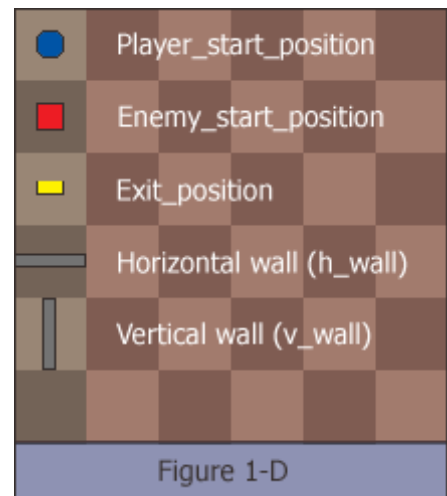 Player_start_position
Enemy_start_position
Exit_position
Horizontal wall (h_wall)
Vertical wall (v_wall)
Figure 1-D